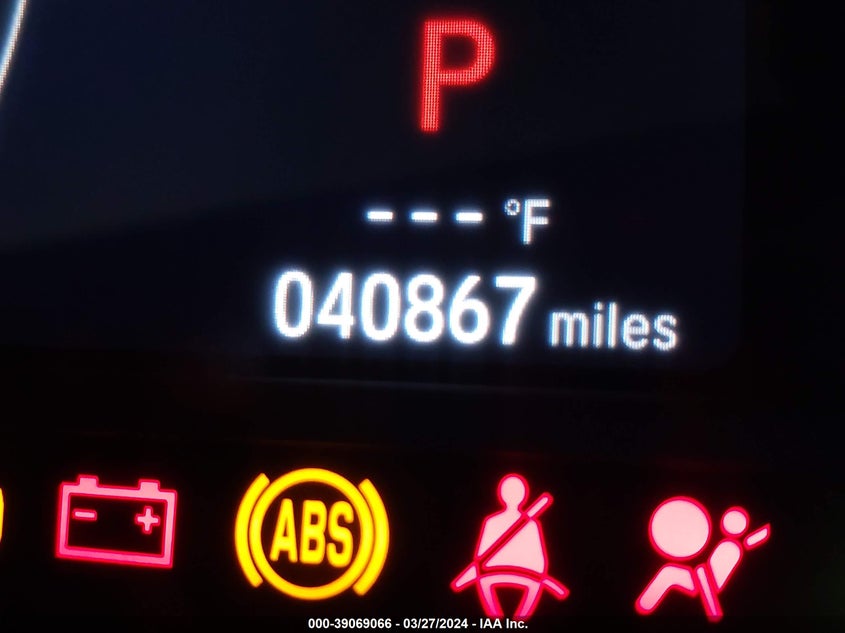 P
--- °F
040867 miles
ABS
000-39069066 - 03/27/2024 - IAA Inc.